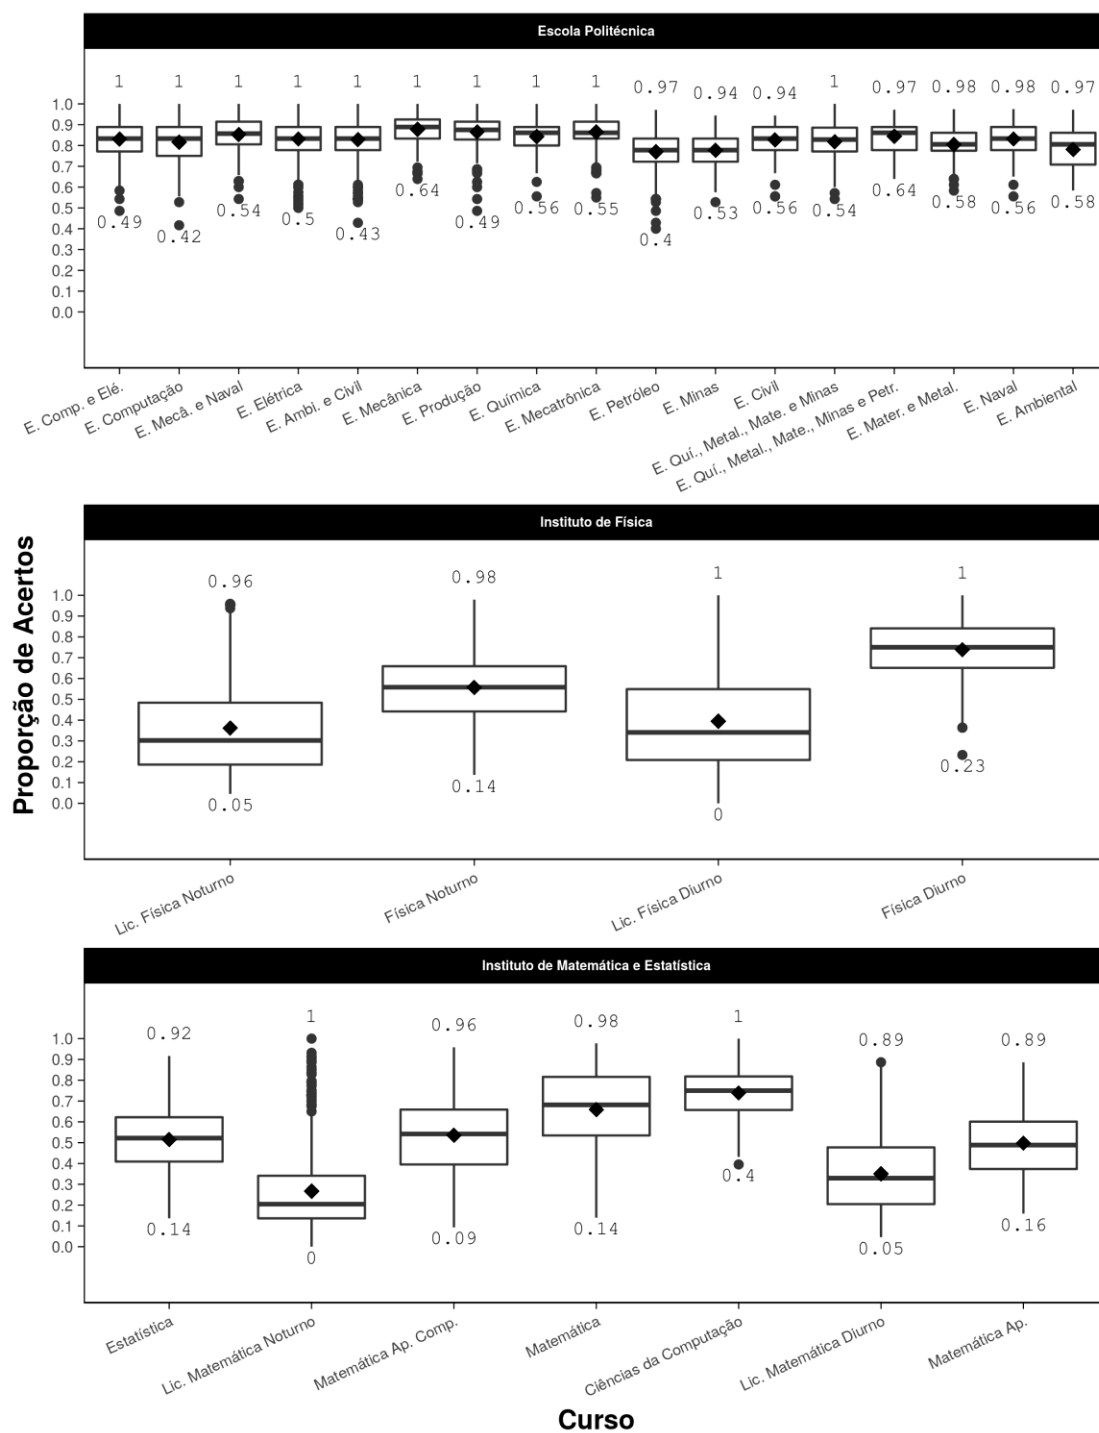 Escola Politécnica
1 1 1 1 1 1 1 1 1 0.97 0.94 0.94 1 0.97 0.98 0.98 0.97
1.0
0.9
0.8
0.7
0.6
0.5
0.4
0.3
0.2
0.1
0.0
0.49 0.42 0.54 0.5 0.43 0.64 0.49 0.56 0.55 0.4 0.53 0.56 0.54 0.64 0.58 0.56 0.58
E. Comp. e Elé.
E. Computação
E. Mecâ. e Naval
E. Elétrica
E. Ambi. e Civil
E. Mecânica
E. Produção
E. Química
E. Mecatrônica
E. Petróleo
E. Minas
E. Civil
E. Quí., Metal., Mate. e Minas
E. Quí., Metal., Mate., Minas e Petr.
E. Mater. e Metal.
E. Naval
E. Ambiental
Proporção de Acertos
Instituto de Física
0.96 0.98 1 1
1.0
0.9
0.8
0.7
0.6
0.5
0.4
0.3
0.2
0.1
0.0
0.05 0.14 0 0.23
Lic. Física Noturno
Física Noturno
Lic. Física Diurno
Física Diurno
Instituto de Matemática e Estatística
0.92 1 0.96 0.98 1 0.89 0.89
1.0
0.9
0.8
0.7
0.6
0.5
0.4
0.3
0.2
0.1
0.0
0.14 0 0.09 0.14 0.4 0.05 0.16
Estatística
Lic. Matemática Noturno
Matemática Ap. Comp.
Matemática
Ciências da Computação
Lic. Matemática Diurno
Matemática Ap.
Curso